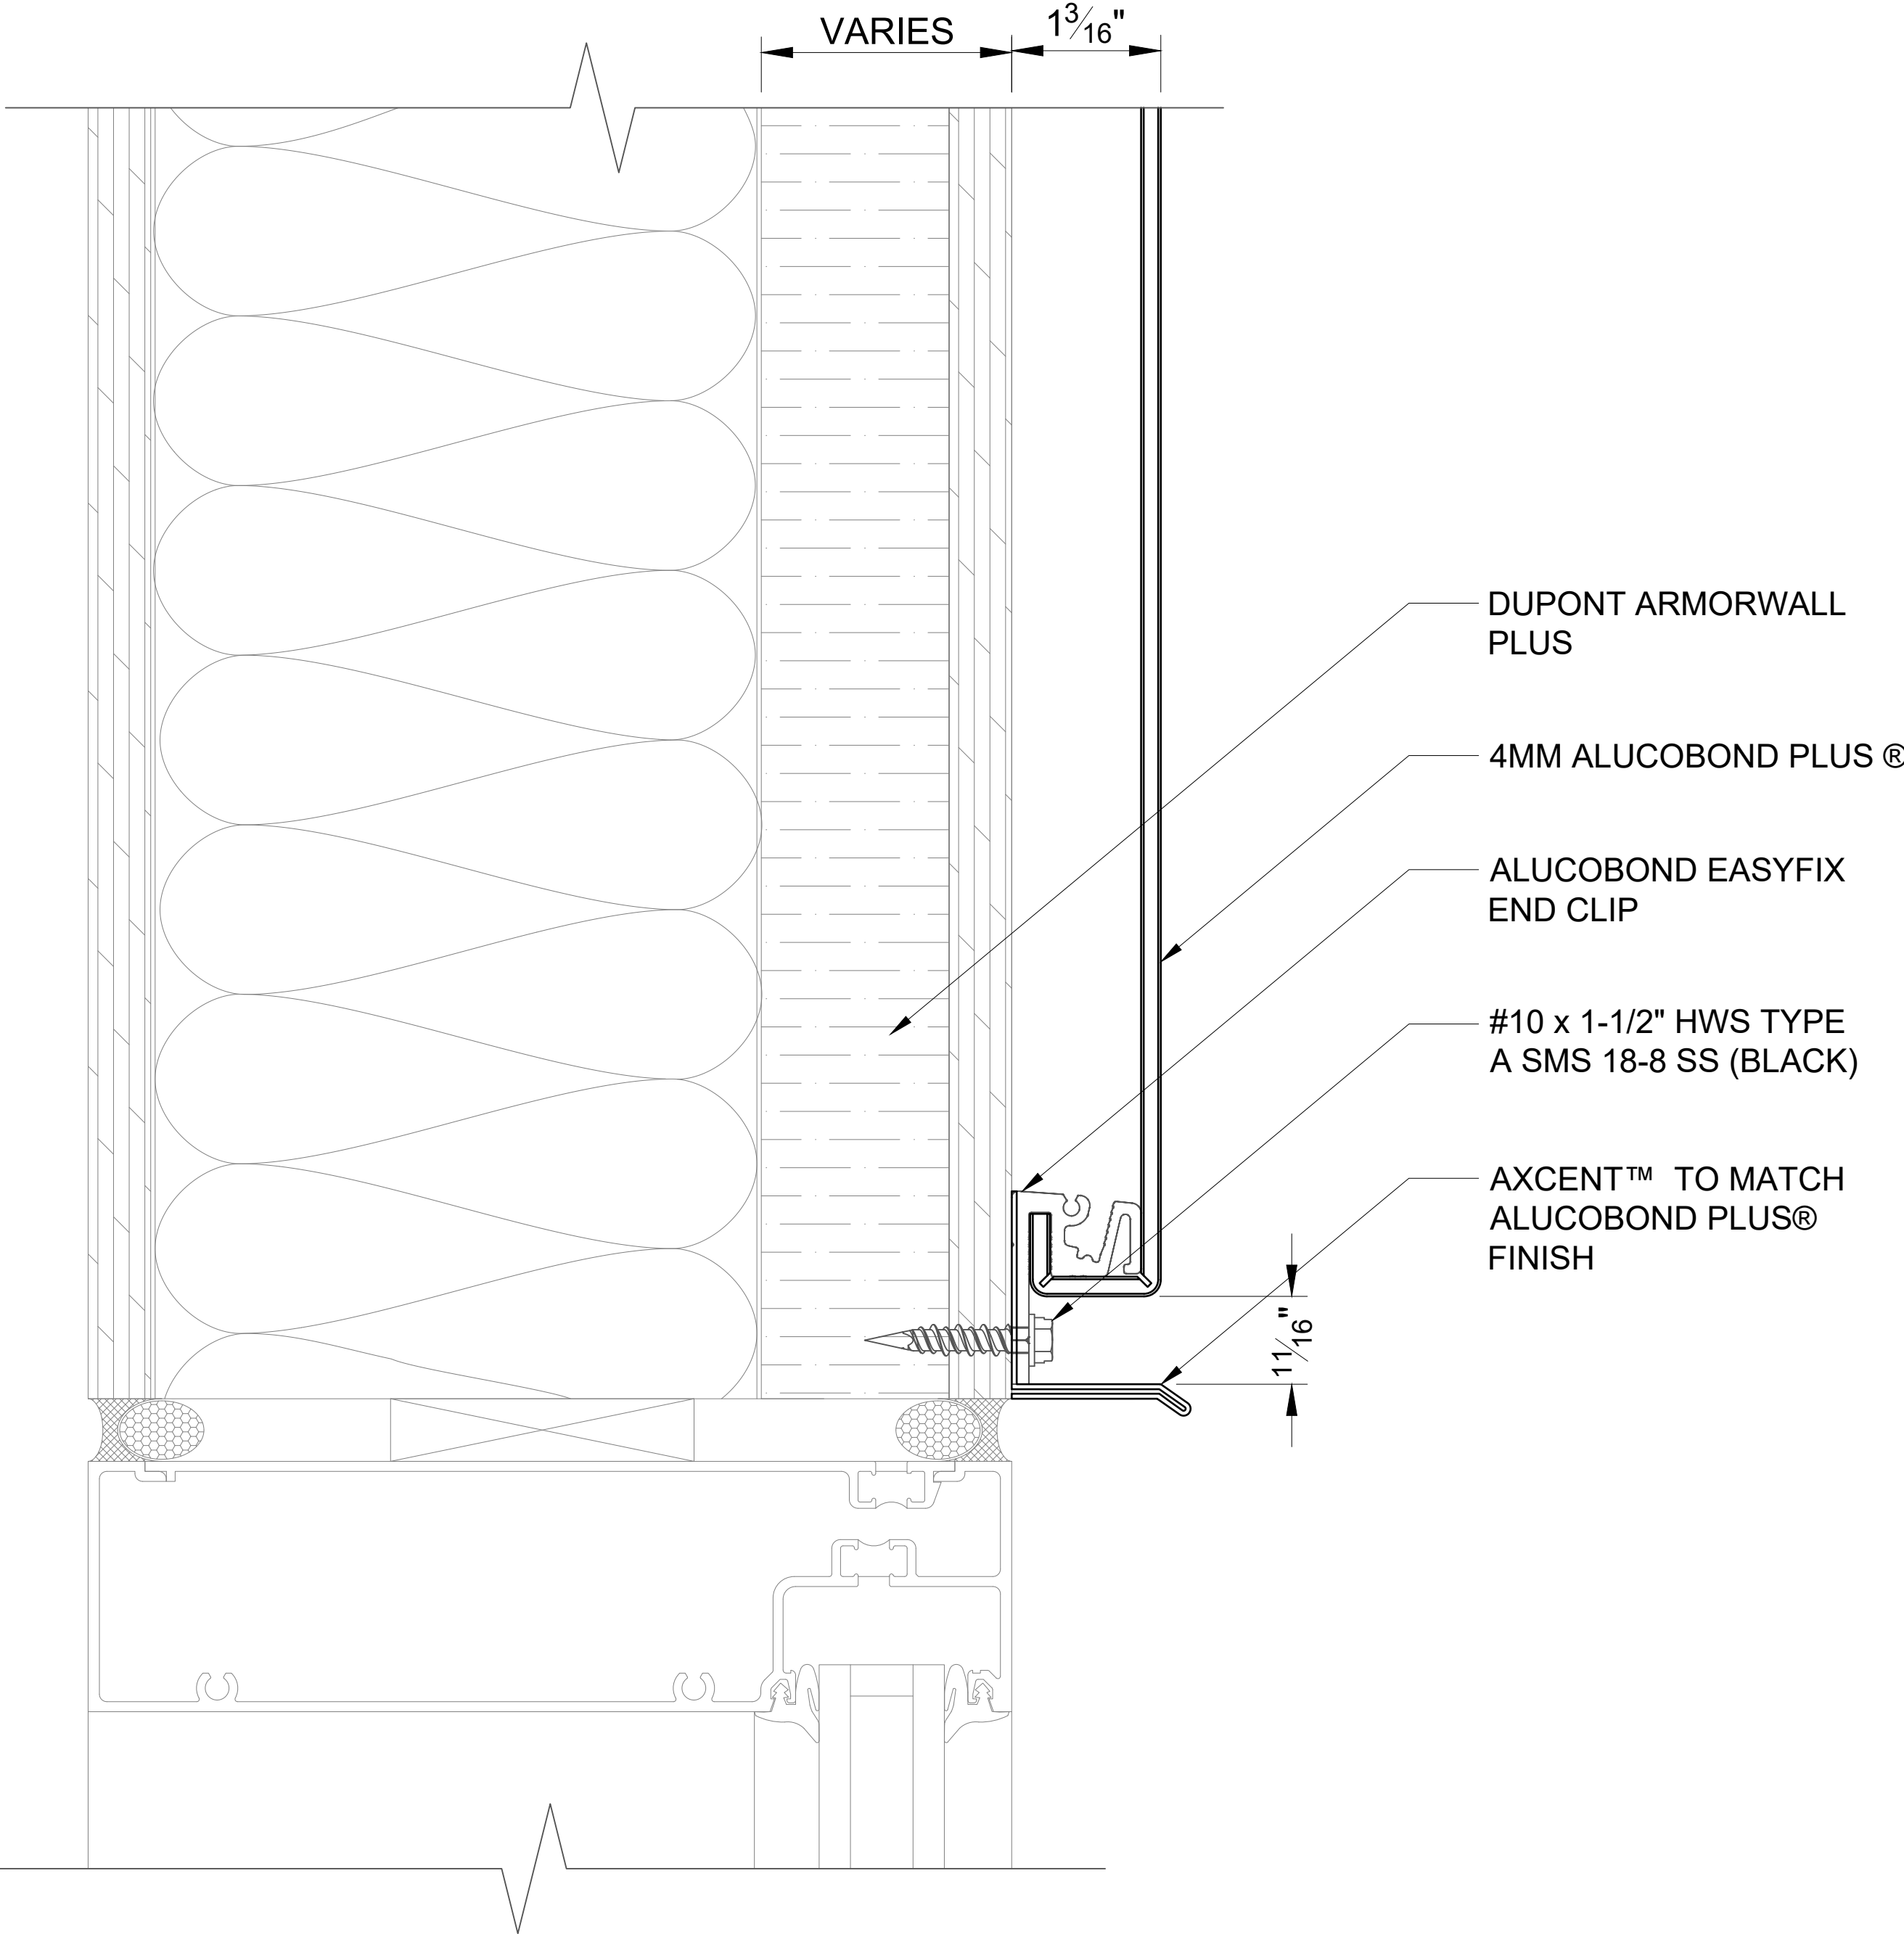 VARIES
1 3/16"
DUPONT ARMORWALL
PLUS
4MM ALUCOBOND PLUS ®
ALUCOBOND EASYFIX
END CLIP
#10 x 1-1/2" HWS TYPE
A SMS 18-8 SS (BLACK)
AXCENT™ TO MATCH
ALUCOBOND PLUS®
FINISH
11/16"